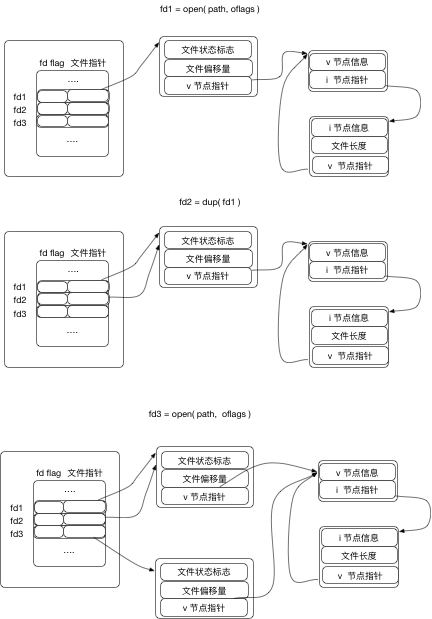 fd1 = open( path, oflags)
fd flag 文件指针
....
fd1
fd2
fd3
....
文件状态标志
文件偏移量
v 节点指针
v 节点信息
i 节点指针
i 节点信息
文件长度
v 节点指针
fd2 = dup( fd1 )
fd flag 文件指针
....
fd1
fd2
fd3
....
文件状态标志
文件偏移量
v 节点指针
v 节点信息
i 节点指针
i 节点信息
文件长度
v 节点指针
fd3 = open( path, oflags )
fd flag 文件指针
....
fd1
fd2
fd3
....
文件状态标志
文件偏移量
v 节点指针
文件状态标志
文件偏移量
v 节点指针
v 节点信息
i 节点指针
i 节点信息
文件长度
v 节点指针